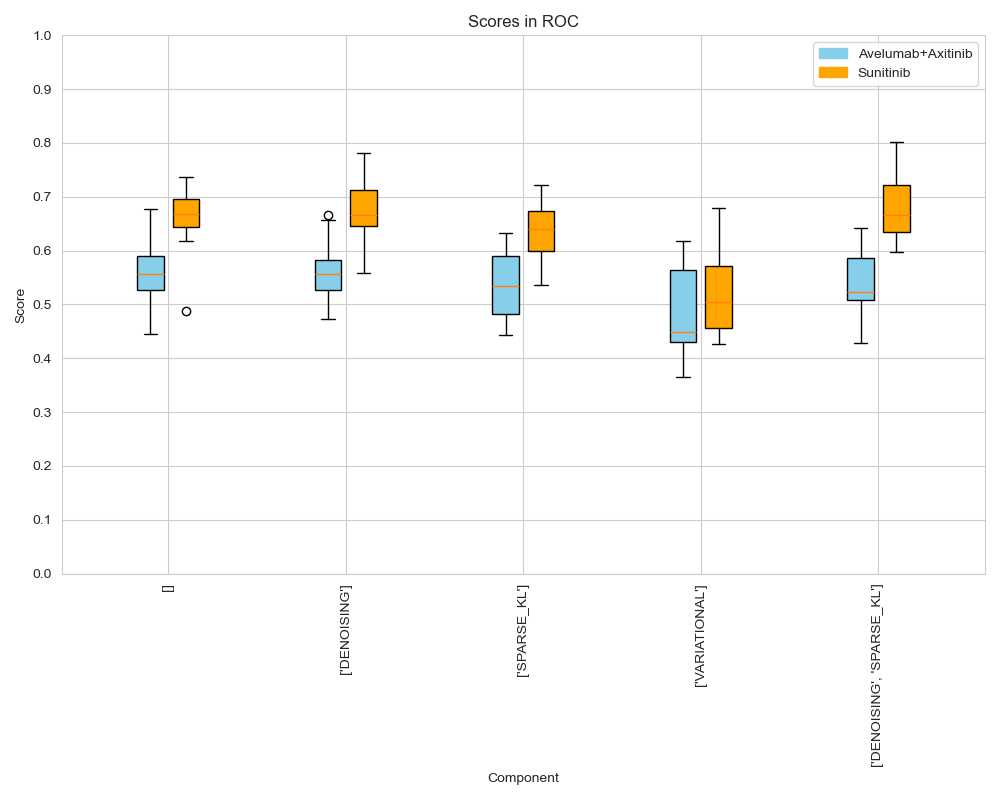 Scores in ROC
Avelumab+Axitinib
Sunitinib
Score
1.0
0.9
0.8
0.7
0.6
0.5
0.4
0.3
0.2
0.1
0.0
[]
['DENOISING']
['SPARSE_KL']
['VARIATIONAL']
['DENOISING', 'SPARSE_KL']
Component